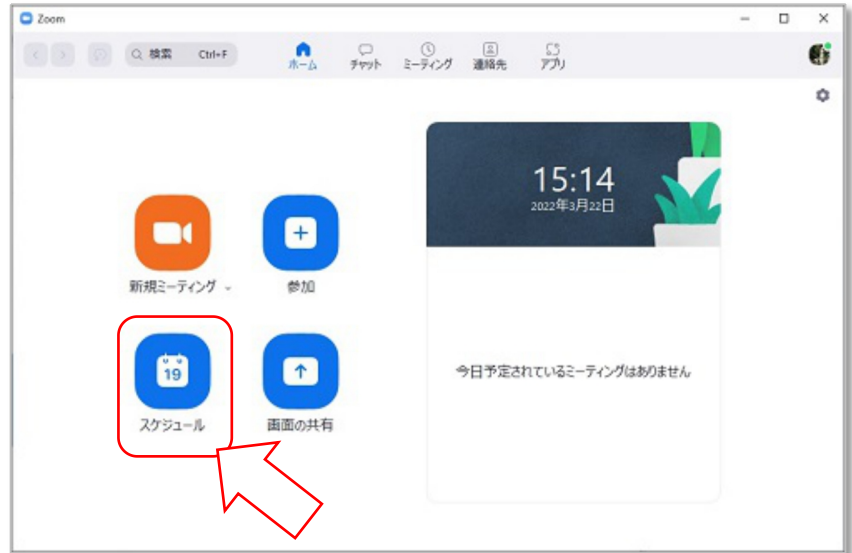 Zoom
検索 Ctrl+F
ホーム
チャット
ミーティング
連絡先
アプリ
15:14
2022年3月22日
新規ミーティング
参加
19
スケジュール
画面の共有
今日予定されているミーティングはありません